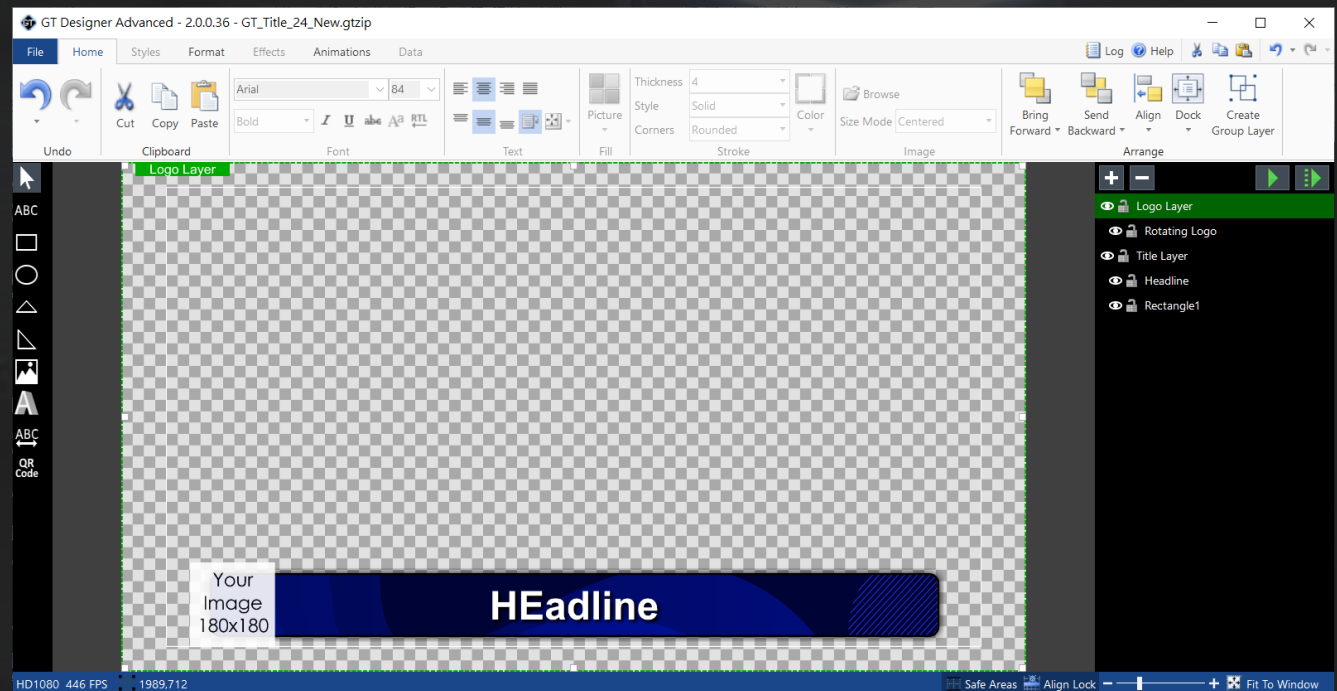 GT Designer Advanced - 2.0.0.36 - GT_Title_24_New.gtzip
File Home Styles Format Effects Animations Data Log Help
Undo
Cut Copy Paste
Clipboard
Arial 84
Bold I U abc Aa RTL
Font
Text
Picture
Fill
Thickness 4
Style Solid
Corners Rounded
Color
Stroke
Browse
Size Mode Centered
Image
Bring Forward
Send Backward
Align
Dock
Create Group Layer
Arrange
ABC
A
ABC
QR
Code
Logo Layer
Your
Image
180x180
HEadline
Logo Layer
Rotating Logo
Title Layer
Headline
Rectangle1
HD1080 446 FPS 1989,712 Safe Areas Align Lock Fit To Window